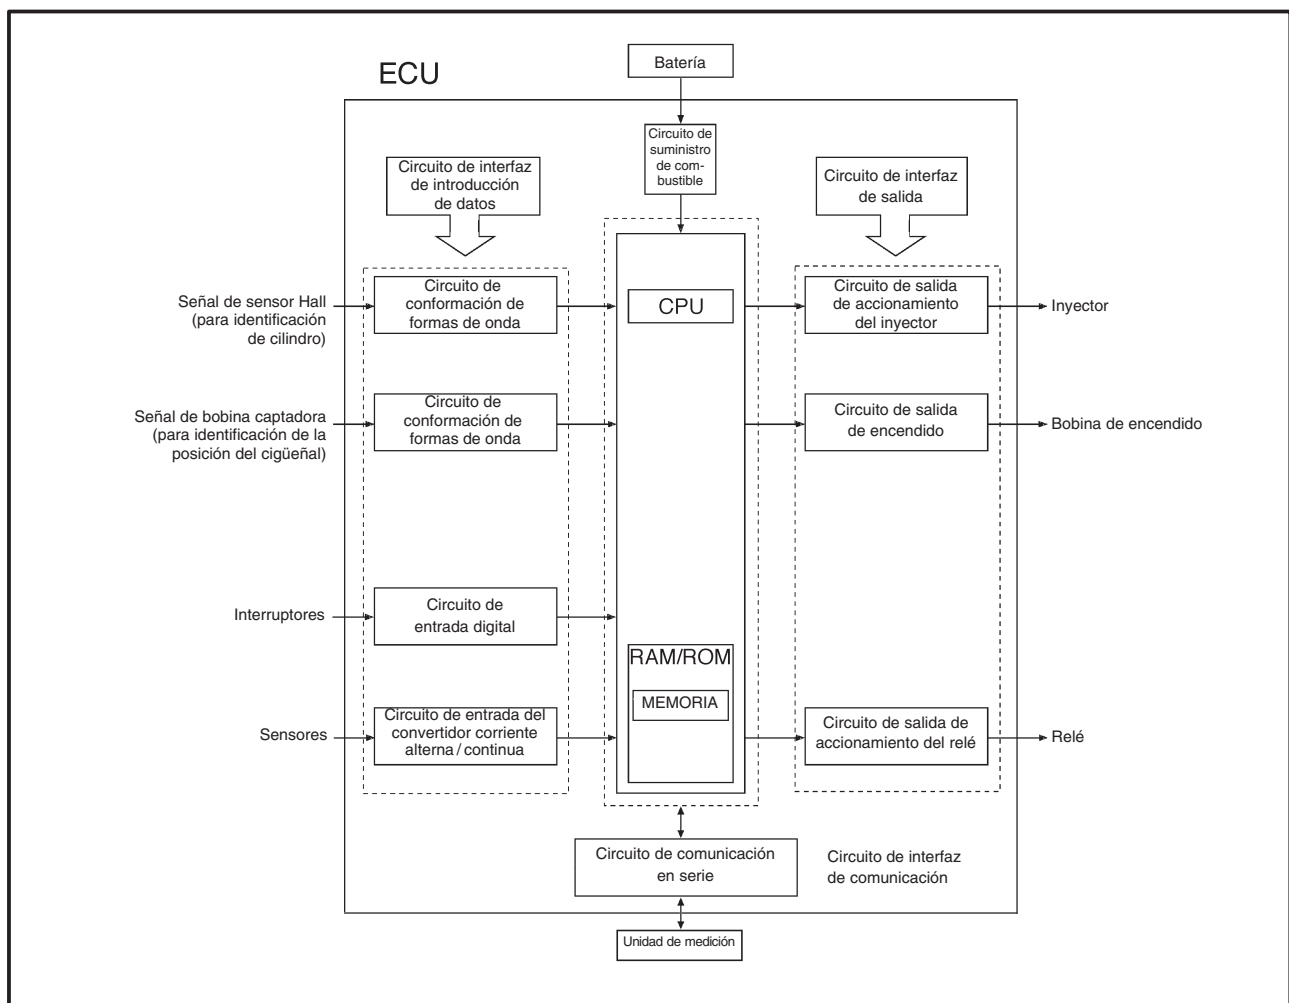 Batería
ECU
Circuito de
suministro
de com-
bustible
Circuito de interfaz
de introducción
de datos
Circuito de interfaz
de salida
Señal de sensor Hall
(para identificación
de cilindro)
Circuito de
conformación de
formas de onda
CPU
Circuito de salida
de accionamiento
del inyector
Inyector
Señal de bobina captadora
(para identificación de la
posición del cigüeñal)
Circuito de
conformación de
formas de onda
Circuito de salida
de encendido
Bobina de encendido
Interruptores
Circuito de
entrada digital
RAM/ROM
MEMORIA
Sensores
Circuito de entrada del
convertidor corriente
alterna/continua
Circuito de salida de
accionamiento del relé
Relé
Circuito de comunicación
en serie
Circuito de interfaz
de comunicación
Unidad de medición